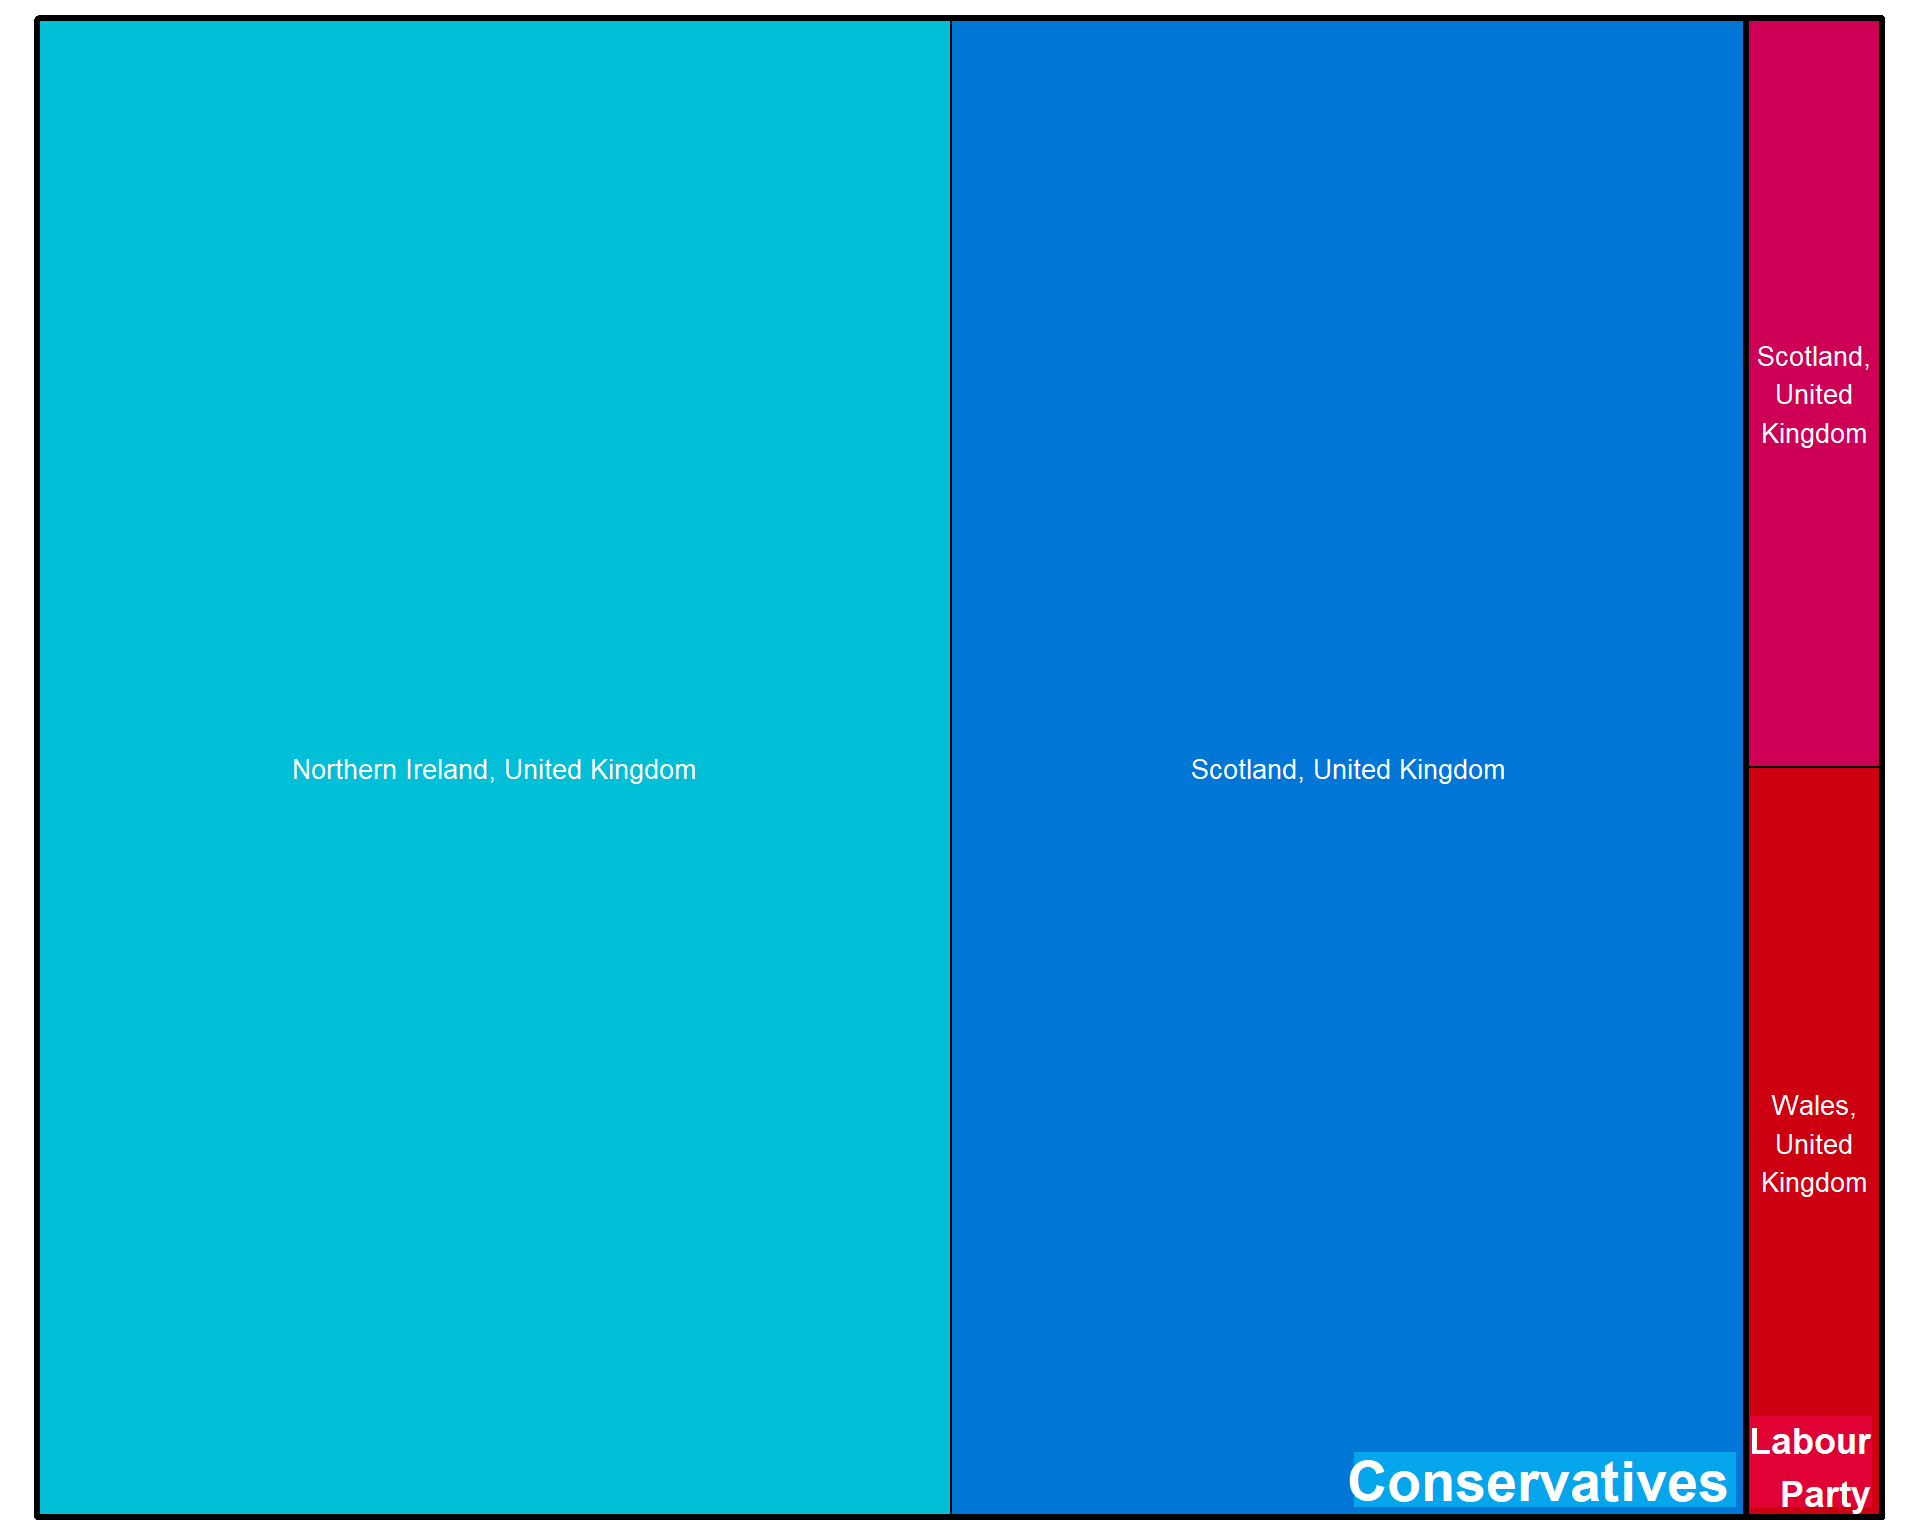 Northern Ireland, United Kingdom
Scotland, United Kingdom
Conservatives
Scotland,
United
Kingdom
Wales,
United
Kingdom
Labour
Party